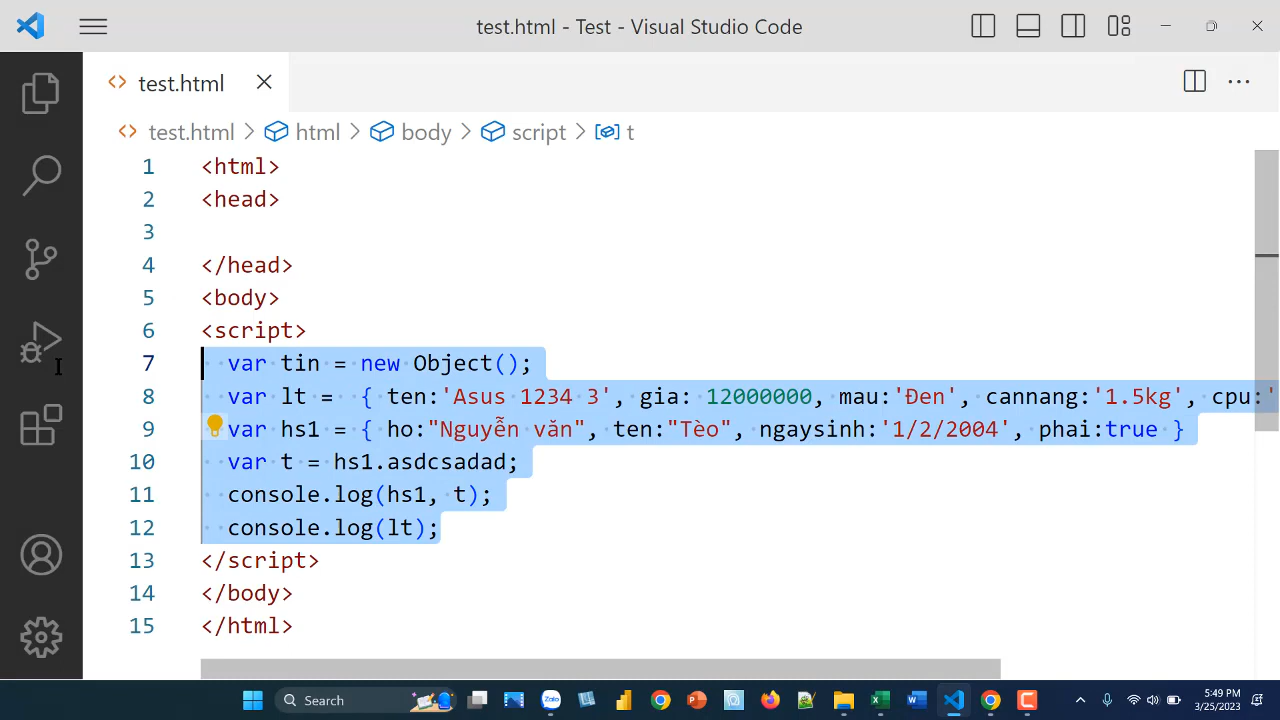 test.html - Test - Visual Studio Code
test.html
test.html > html > body > script > t
1 <html>
2 <head>
3
4 </head>
5 <body>
6 <script>
7 var tin = new Object();
8 var lt = { ten:'Asus 1234 3', gia: 12000000, mau:'Đen', cannang:'1.5kg', cpu:'
9 var hs1 = { ho:"Nguyễn văn", ten:"Tèo", ngaysinh:'1/2/2004', phai:true }
10 var t = hs1.asdcsadad;
11 console.log(hs1, t);
12 console.log(lt);
13 </script>
14 </body>
15 </html>
Search
Zalo
5:49 PM
3/25/2023